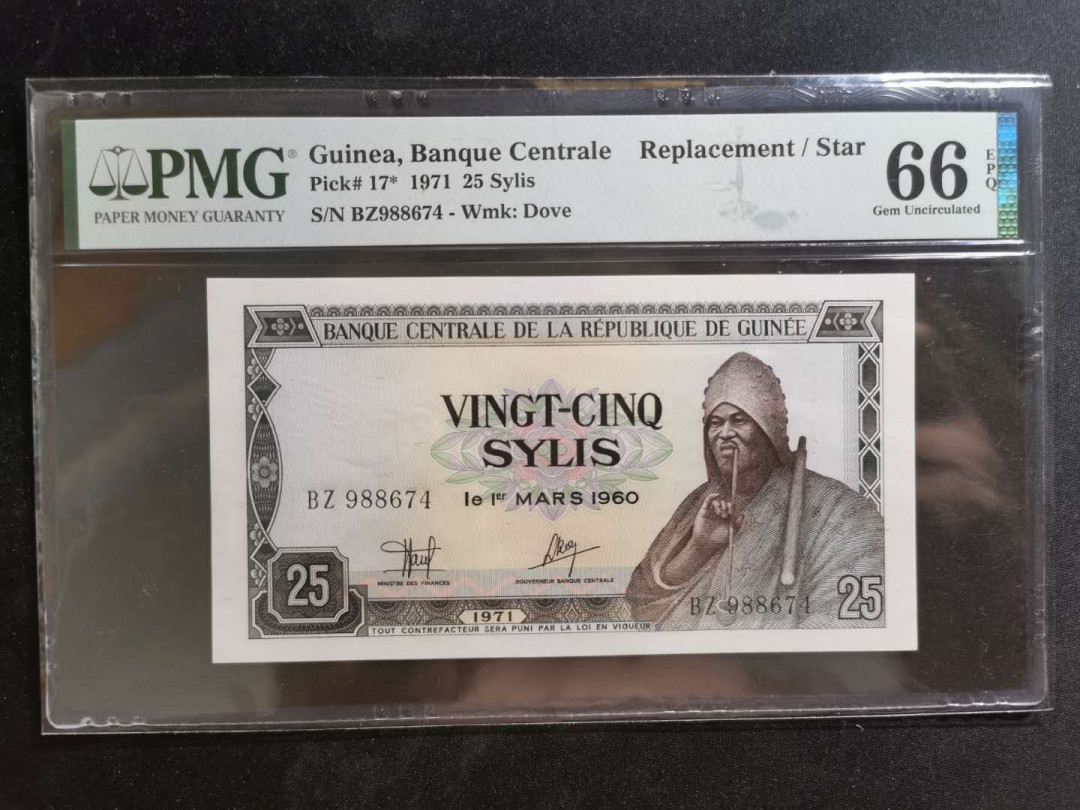 PMG®
PAPER MONEY GUARANTY
Guinea, Banque Centrale Replacement / Star
Pick# 17* 1971 25 Sylis
S/N BZ988674 - Wmk: Dove
66
EPQ
Gem Uncirculated
BANQUE CENTRALE DE LA RÉPUBLIQUE DE GUINÉE
VINGT-CINQ
SYLIS
BZ 988674
le 1er MARS 1960
MINISTRE DES FINANCES
GOUVERNEUR BANQUE CENTRALE
25
BZ 988674
25
1971
TOUT CONTREFACTEUR SERA PUNI PAR LA LOI EN VIGUEUR